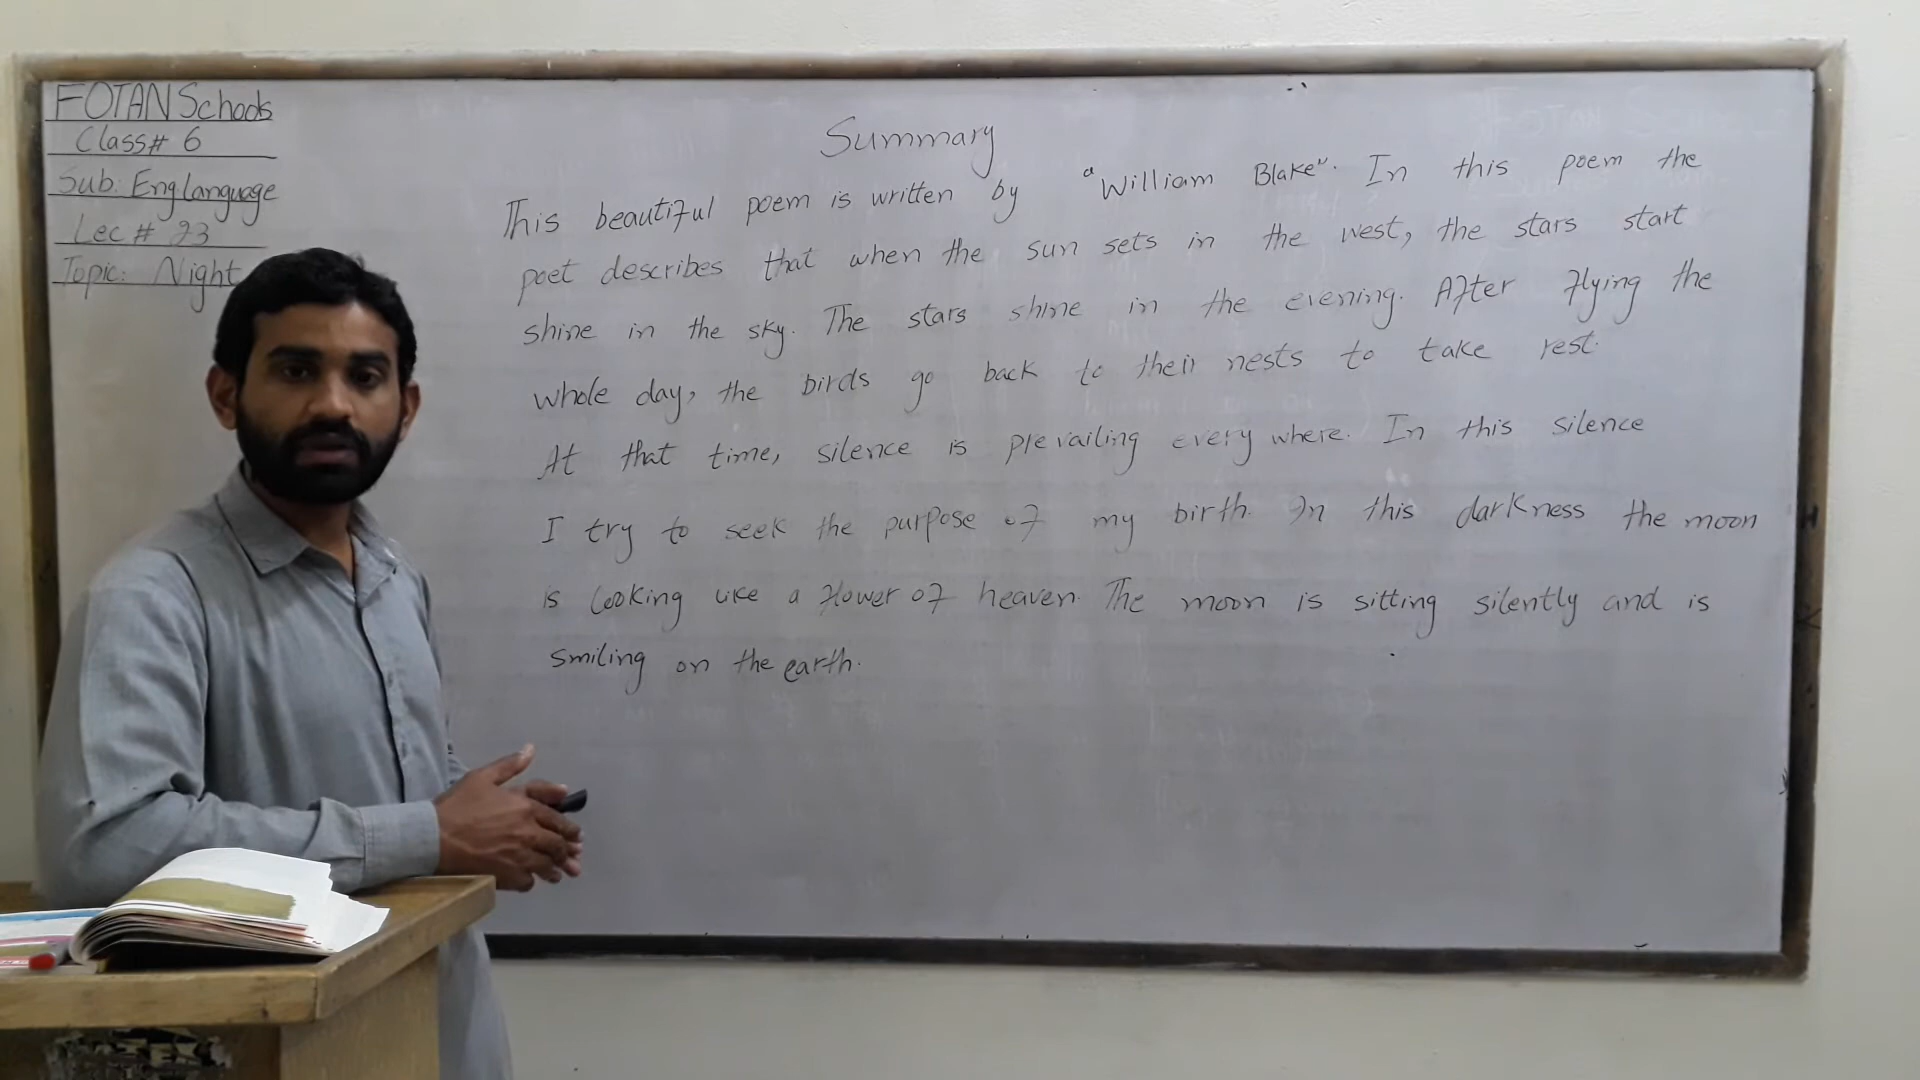 FOTAN Schools
Class# 6
Sub: Eng language
Lec # 23
Topic: Night
Summary
This beautiful poem is written by "William Blake". In this poem the
poet describes that when the sun sets in the west, the stars start
shine in the sky. The stars shine in the evening. After flying the
whole day, the birds go back to their nests to take rest.
At that time, silence is prevailing every where. In this silence
I try to seek the purpose of my birth. In this darkness the moon
is looking like a flower of heaven. The moon is sitting silently and is
smiling on the earth.